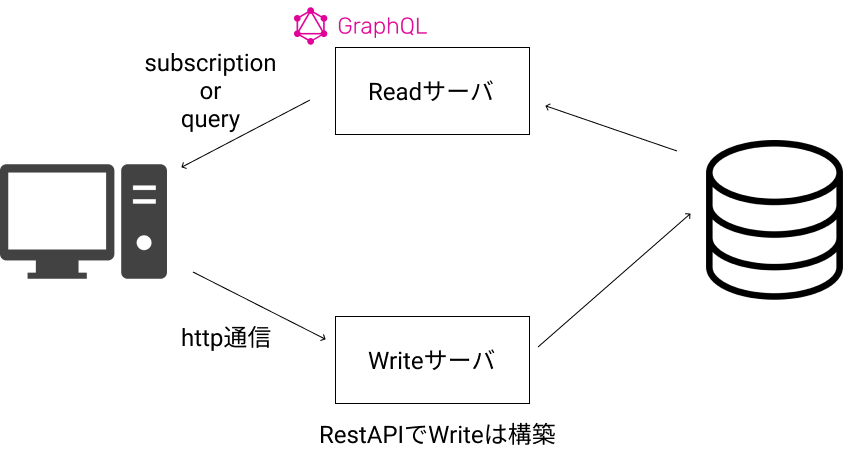 GraphQL
subscription
or
query
Readサーバ
http通信
Writeサーバ
RestAPIでWriteは構築